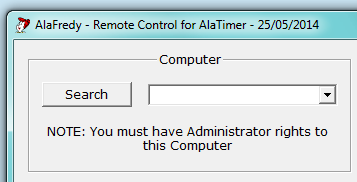 AlaFredy - Remote Control for AlaTimer - 25/05/2014
Computer
Search
NOTE: You must have Administrator rights to
this Computer